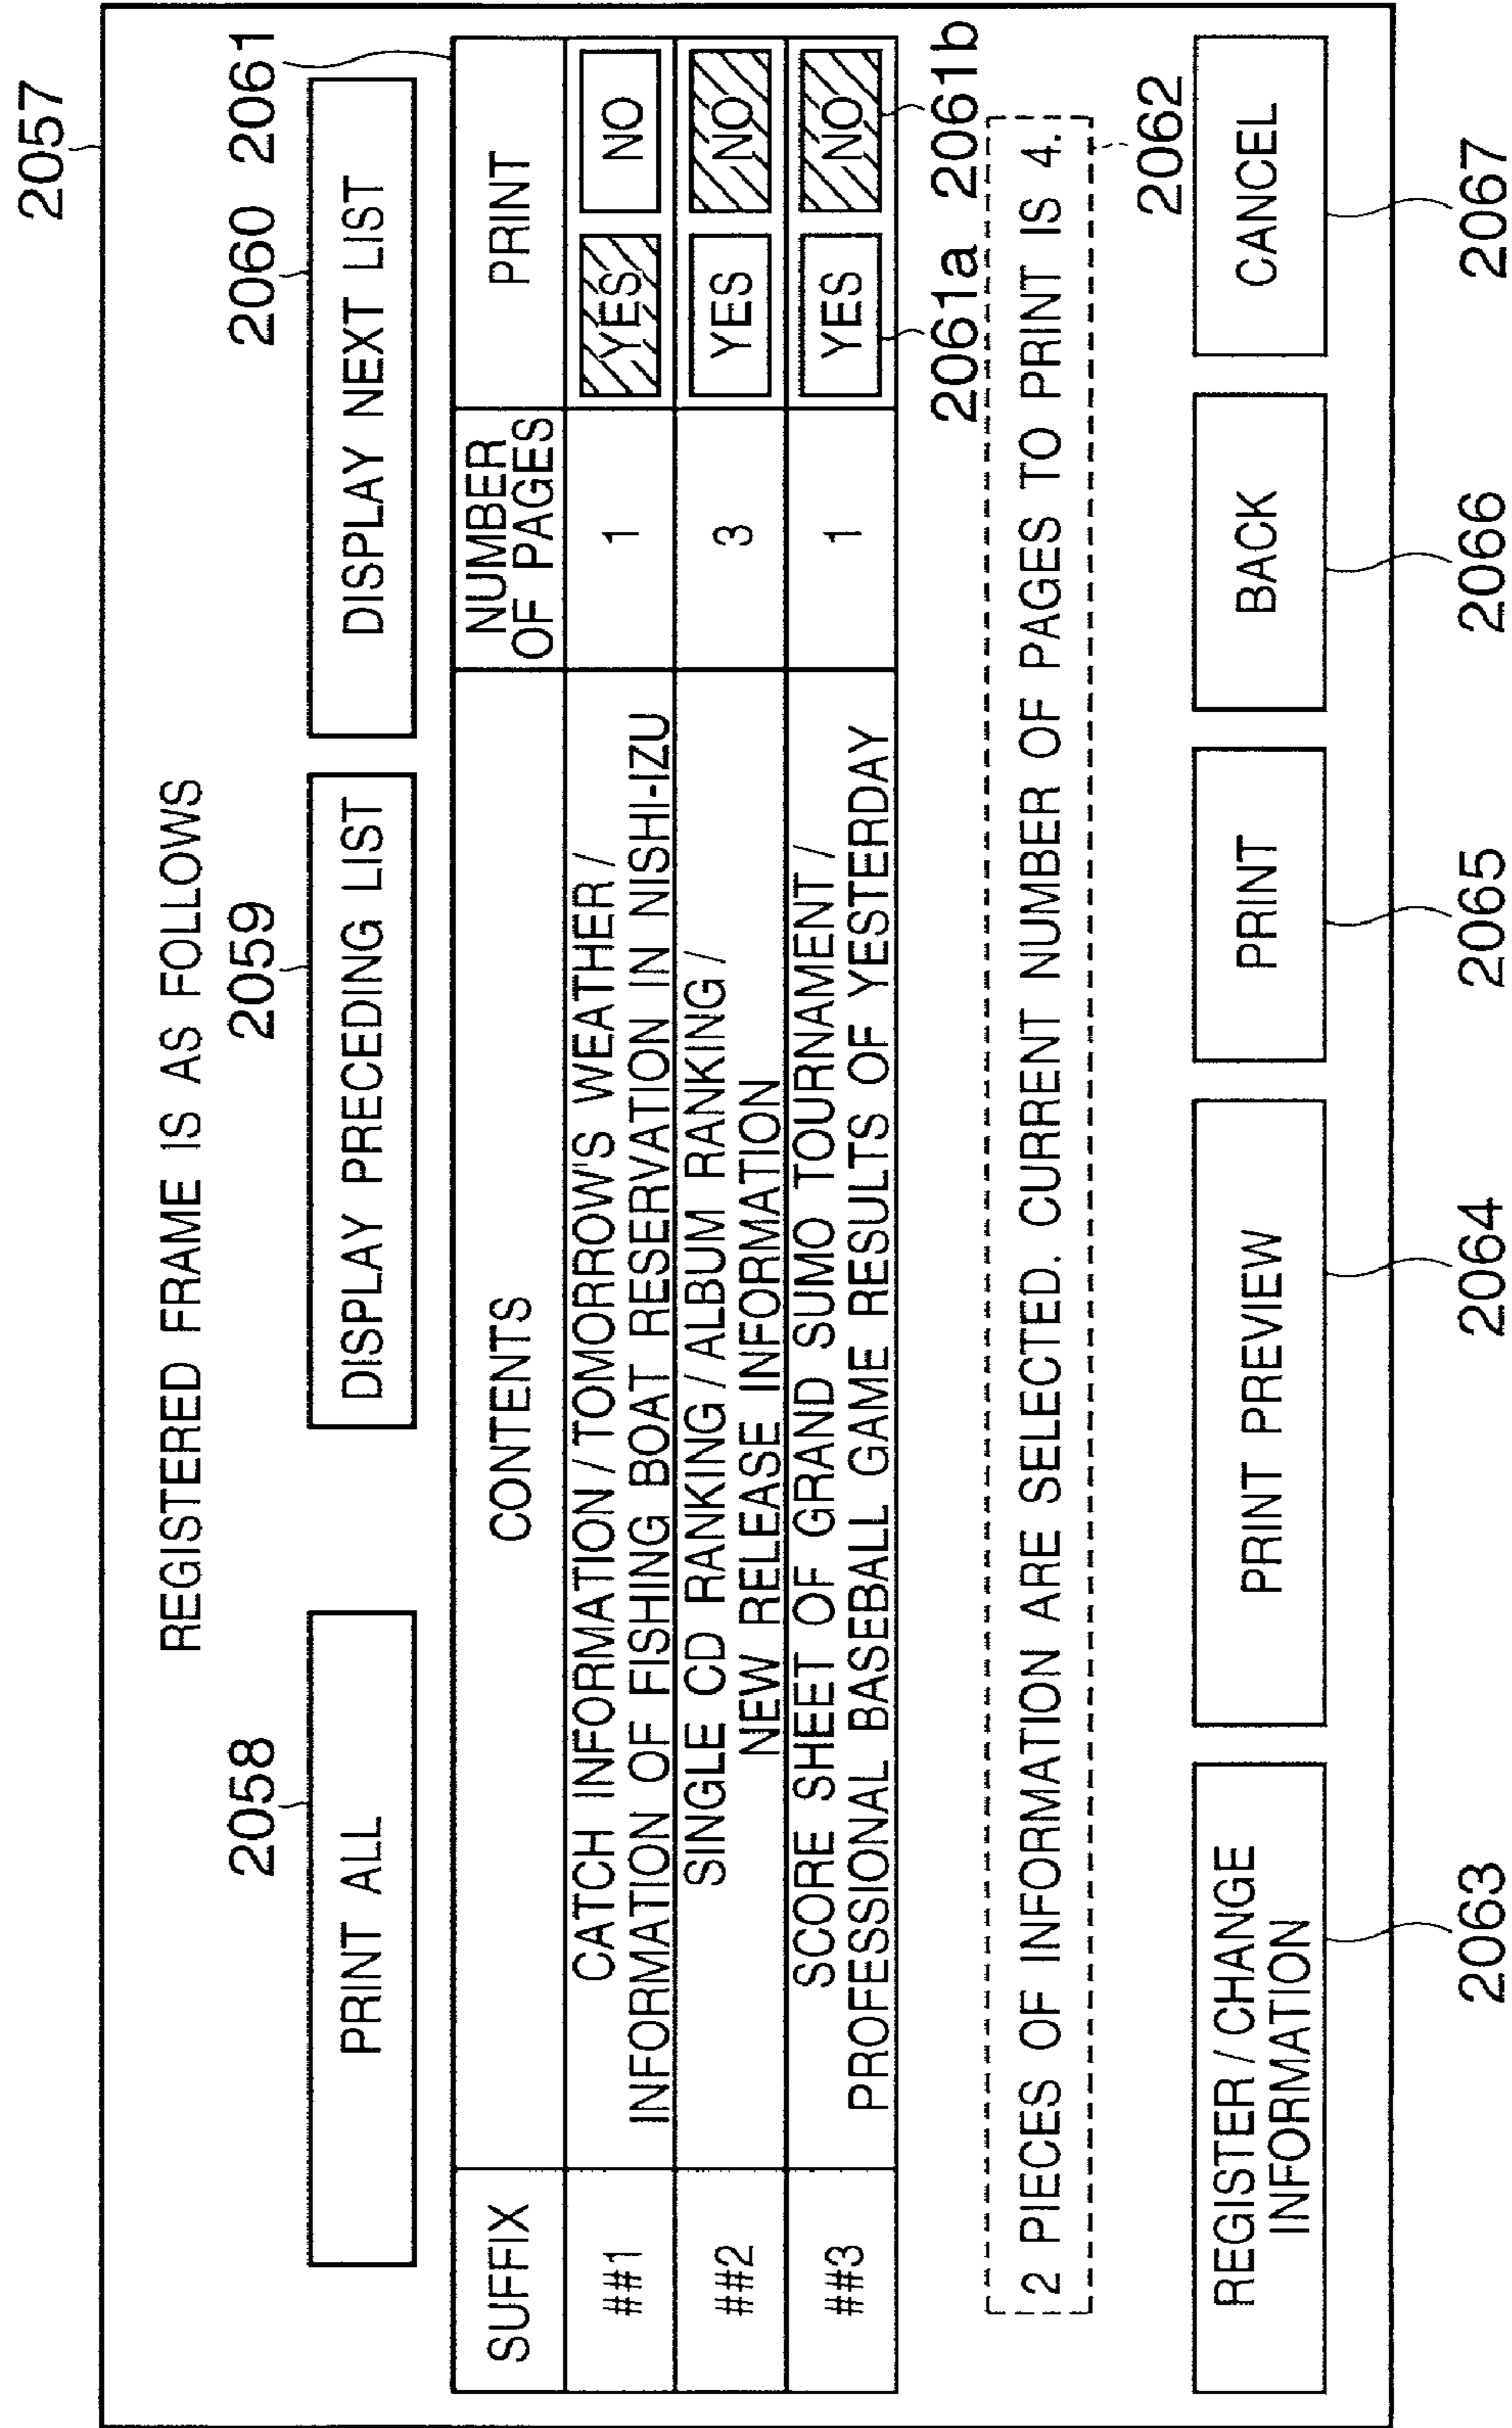 2057
REGISTERED FRAME IS AS FOLLOWS
2058
2059
2060
2061
PRINT ALL
DISPLAY PRECEDING LIST
DISPLAY NEXT LIST
SUFFIX
CONTENTS
NUMBER
OF PAGES
PRINT
##1
CATCH INFORMATION / TOMORROW'S WEATHER /
INFORMATION OF FISHING BOAT RESERVATION IN NISHI-IZU
1
YES
NO
##2
SINGLE CD RANKING / ALBUM RANKING /
NEW RELEASE INFORMATION
3
YES
NO
##3
SCORE SHEET OF GRAND SUMO TOURNAMENT /
PROFESSIONAL BASEBALL GAME RESULTS OF YESTERDAY
1
YES
NO
2061a
2061b
2 PIECES OF INFORMATION ARE SELECTED. CURRENT NUMBER OF PAGES TO PRINT IS 4.
2062
REGISTER / CHANGE
INFORMATION
PRINT PREVIEW
PRINT
BACK
CANCEL
2063
2064
2065
2066
2067